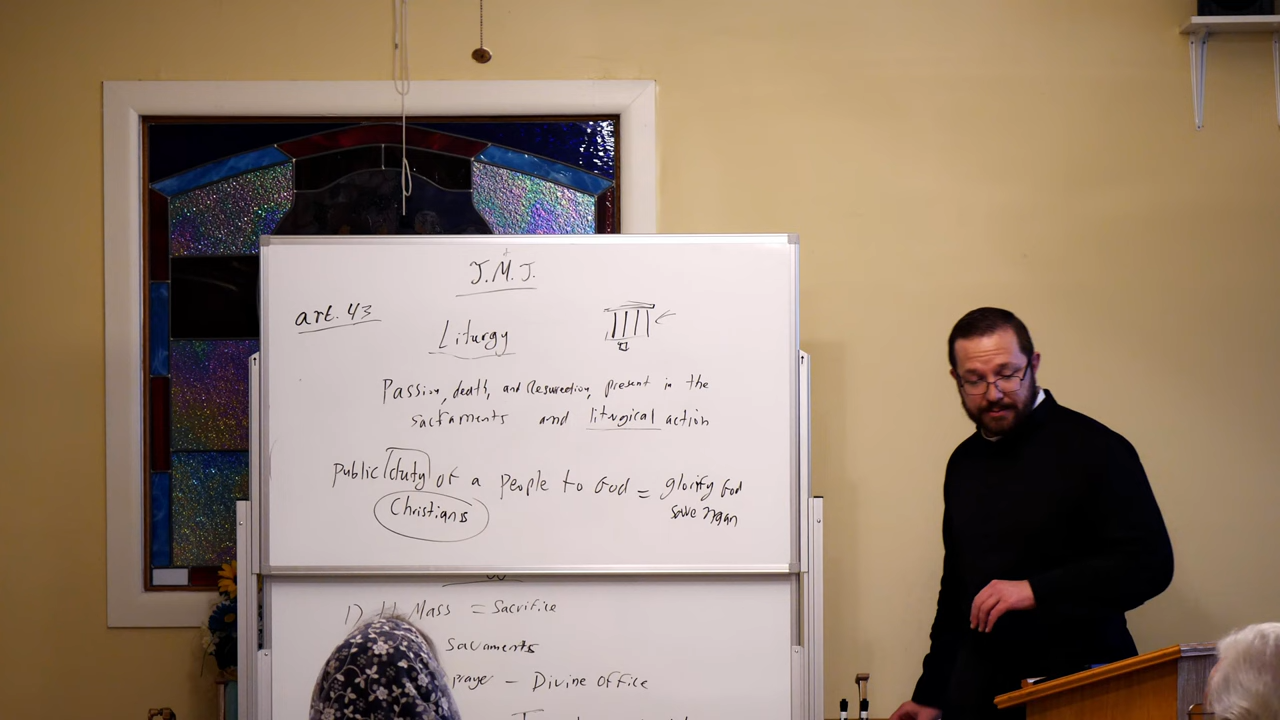 J.M.J.
art. 43
Liturgy
Passion, death, and Resurrection, present in the
sacraments and liturgical action
public duty of a people to God = glorify God
Christians save man
1) Mass = Sacrifice
Sacraments
prayer - Divine Office